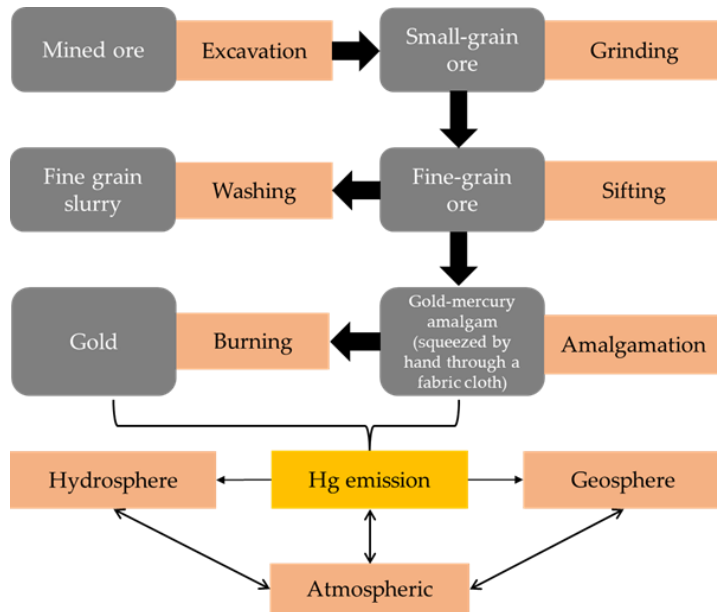 Mined ore
Excavation
Small-grain
ore
Grinding
Fine grain
slurry
Washing
Fine-grain
ore
Sifting
Gold
Burning
Gold-mercury
amalgam
(squeezed by
hand through a
fabric cloth)
Amalgamation
Hydrosphere
Hg emission
Geosphere
Atmospheric